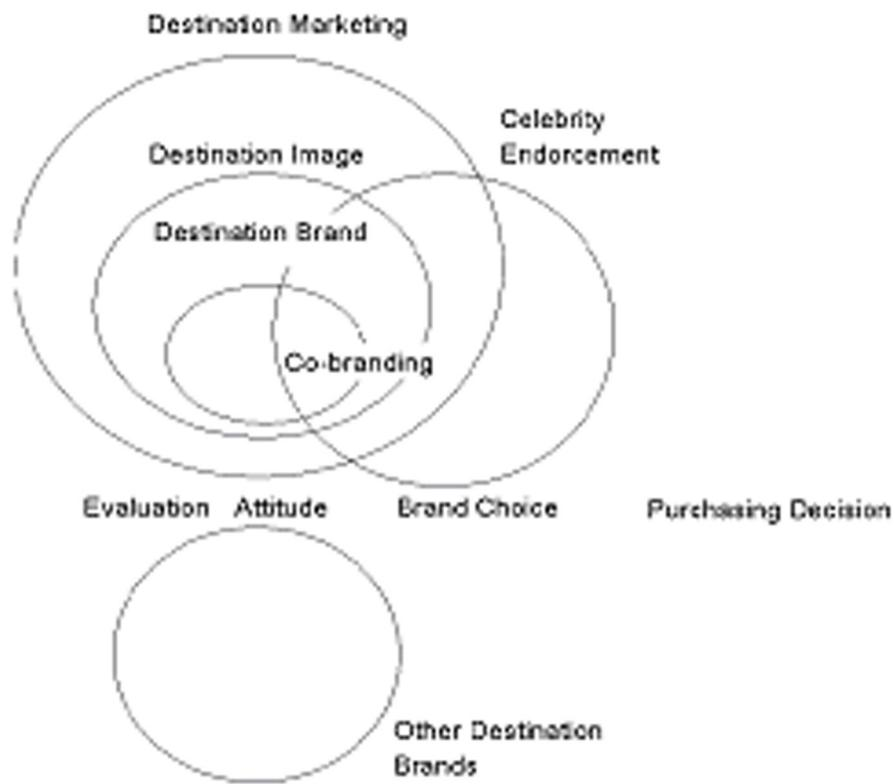 Destination Marketing
Celebrity
Endorcement
Destination Image
Destination Brand
Co-branding
Evaluation Attitude Brand Choice Purchasing Decision
Other Destination
Brands